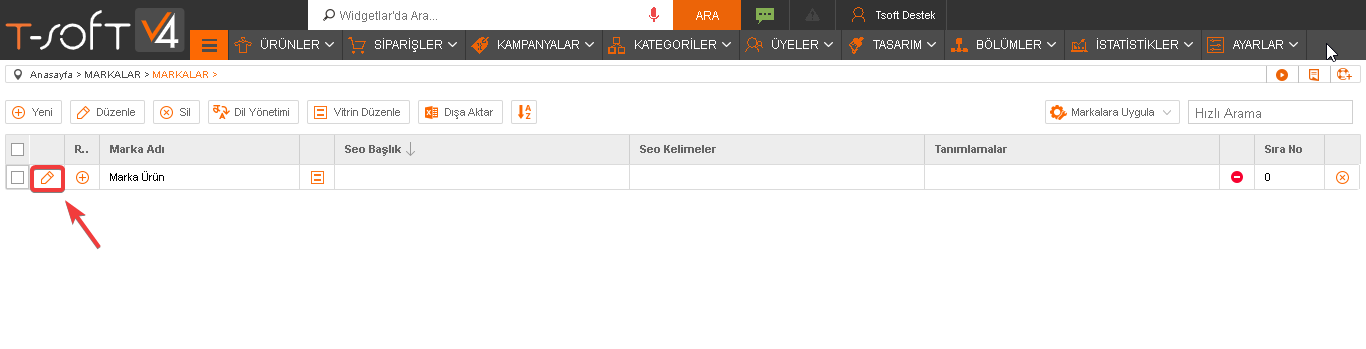 T-SOFT V4
Widgetlar'da Ara...
ARA
Tsoft Destek
ÜRÜNLER
SİPARİŞLER
KAMPANYALAR
KATEGORİLER
ÜYELER
TASARIM
BÖLÜMLER
İSTATİSTİKLER
AYARLAR
Anasayfa > MARKALAR > MARKALAR >
Yeni
Düzenle
Sil
Dil Yönetimi
Vitrin Düzenle
Dışa Aktar
Markalara Uygula
Hızlı Arama
R..
Marka Adı
Seo Başlık
Seo Kelimeler
Tanımlamalar
Sıra No
Marka Ürün
0